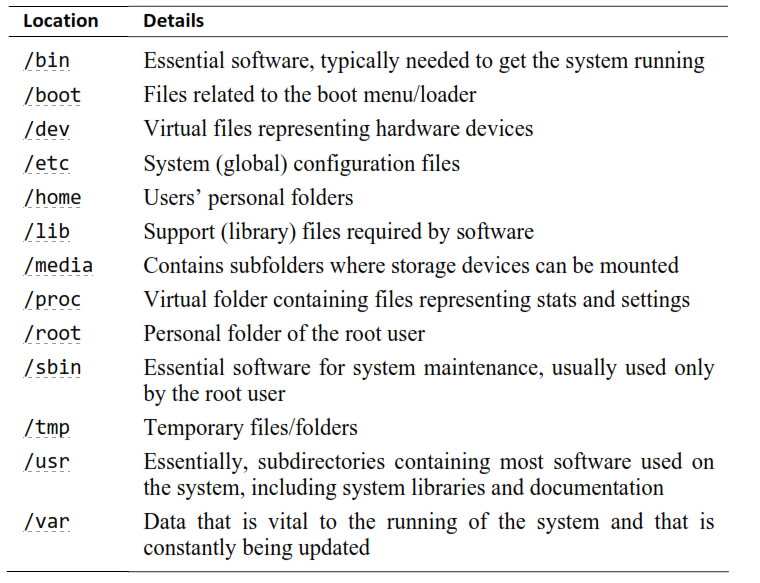 Location Details
/bin Essential software, typically needed to get the system running
/boot Files related to the boot menu/loader
/dev Virtual files representing hardware devices
/etc System (global) configuration files
/home Users’ personal folders
/lib Support (library) files required by software
/media Contains subfolders where storage devices can be mounted
/proc Virtual folder containing files representing stats and settings
/root Personal folder of the root user
/sbin Essential software for system maintenance, usually used only
by the root user
/tmp Temporary files/folders
/usr Essentially, subdirectories containing most software used on
the system, including system libraries and documentation
/var Data that is vital to the running of the system and that is
constantly being updated